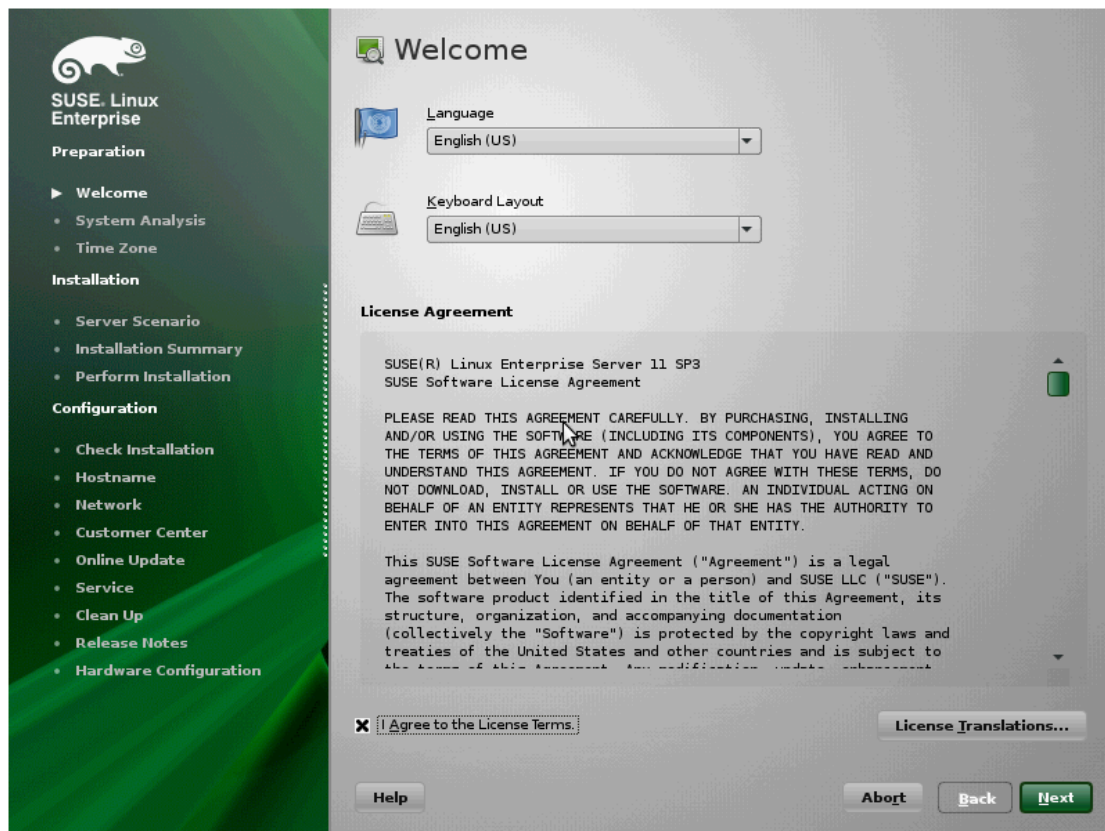 SUSE. Linux
Enterprise
Preparation
Welcome
System Analysis
Time Zone
Installation
Server Scenario
Installation Summary
Perform Installation
Configuration
Check Installation
Hostname
Network
Customer Center
Online Update
Service
Clean Up
Release Notes
Hardware Configuration
Welcome
Language
English (US)
Keyboard Layout
English (US)
License Agreement
SUSE(R) Linux Enterprise Server 11 SP3
SUSE Software License Agreement
PLEASE READ THIS AGREEMENT CAREFULLY. BY PURCHASING, INSTALLING
AND/OR USING THE SOFTWARE (INCLUDING ITS COMPONENTS), YOU AGREE TO
THE TERMS OF THIS AGREEMENT AND ACKNOWLEDGE THAT YOU HAVE READ AND
UNDERSTAND THIS AGREEMENT. IF YOU DO NOT AGREE WITH THESE TERMS, DO
NOT DOWNLOAD, INSTALL OR USE THE SOFTWARE. AN INDIVIDUAL ACTING ON
BEHALF OF AN ENTITY REPRESENTS THAT HE OR SHE HAS THE AUTHORITY TO
ENTER INTO THIS AGREEMENT ON BEHALF OF THAT ENTITY.
This SUSE Software License Agreement ("Agreement") is a legal
agreement between You (an entity or a person) and SUSE LLC ("SUSE").
The software product identified in the title of this Agreement, its
structure, organization, and accompanying documentation
(collectively the "Software") is protected by the copyright laws and
treaties of the United States and other countries and is subject to
the terms of this Agreement. Any modification, update, enhancement
I Agree to the License Terms.
License Translations...
Help
Abort
Back
Next